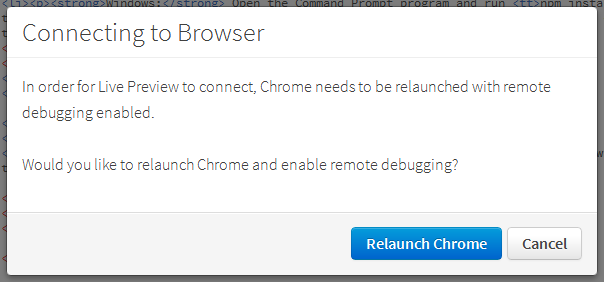 <li><p><strong>Windows:</strong> Open the Command Prompt program and run <tt>npm insta
Connecting to Browser
In order for Live Preview to connect, Chrome needs to be relaunched with remote
debugging enabled.
Would you like to relaunch Chrome and enable remote debugging?
Relaunch Chrome
Cancel